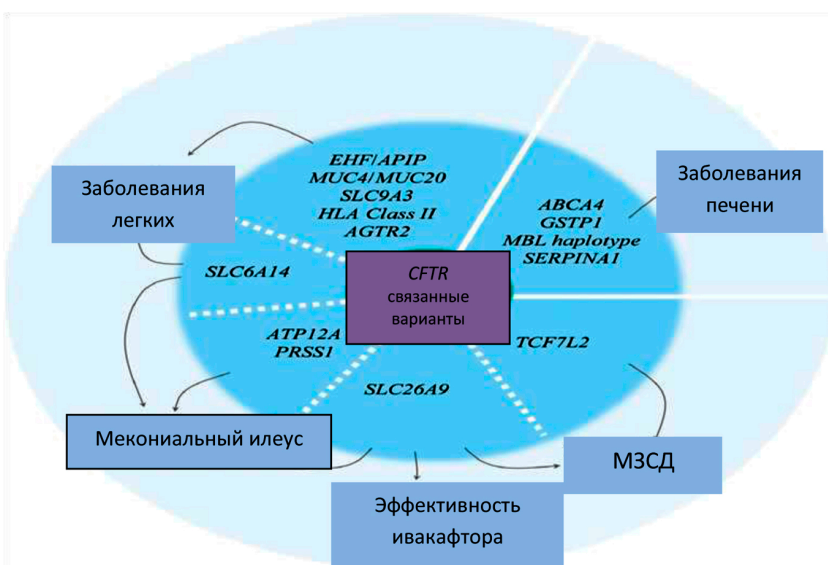 EHF/APIP
MUC4/MUC20
SLC9A3
HLA Class II
AGTR2
Заболевания
легких
Заболевания
печени
ABCA4
GSTP1
MBL haplotype
SERPINA1
SLC6A14
CFTR
связанные
варианты
ATP12A
PRSS1
TCF7L2
SLC26A9
Мекониальный илеус
МЗСД
Эффективность
ивакафтора